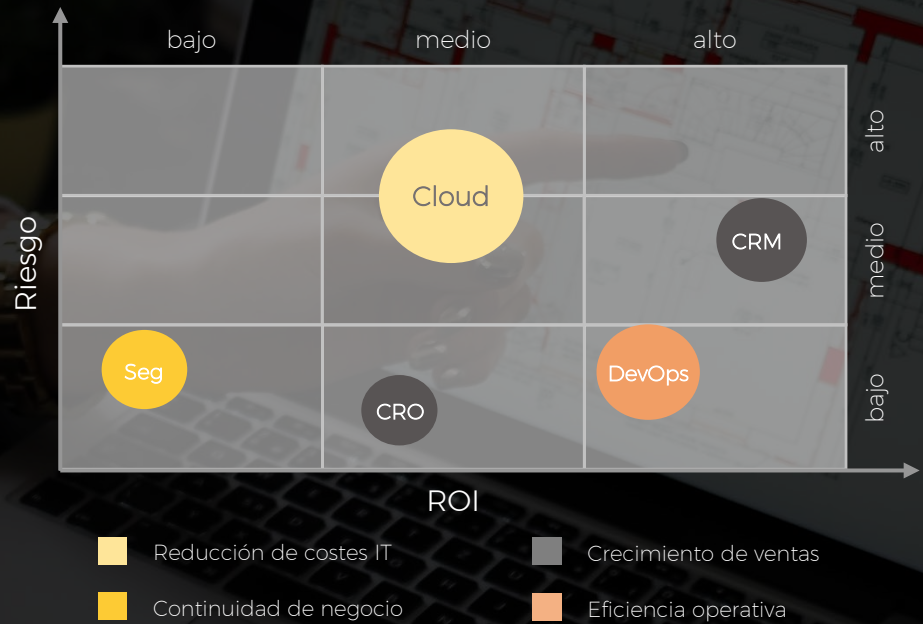 bajo medio alto
alto
Cloud
Riesgo
CRM
medio
Seg
DevOps
CRO
bajo
ROI
Reducción de costes IT
Crecimiento de ventas
Continuidad de negocio
Eficiencia operativa